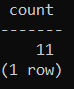 count
-------
11
(1 row)